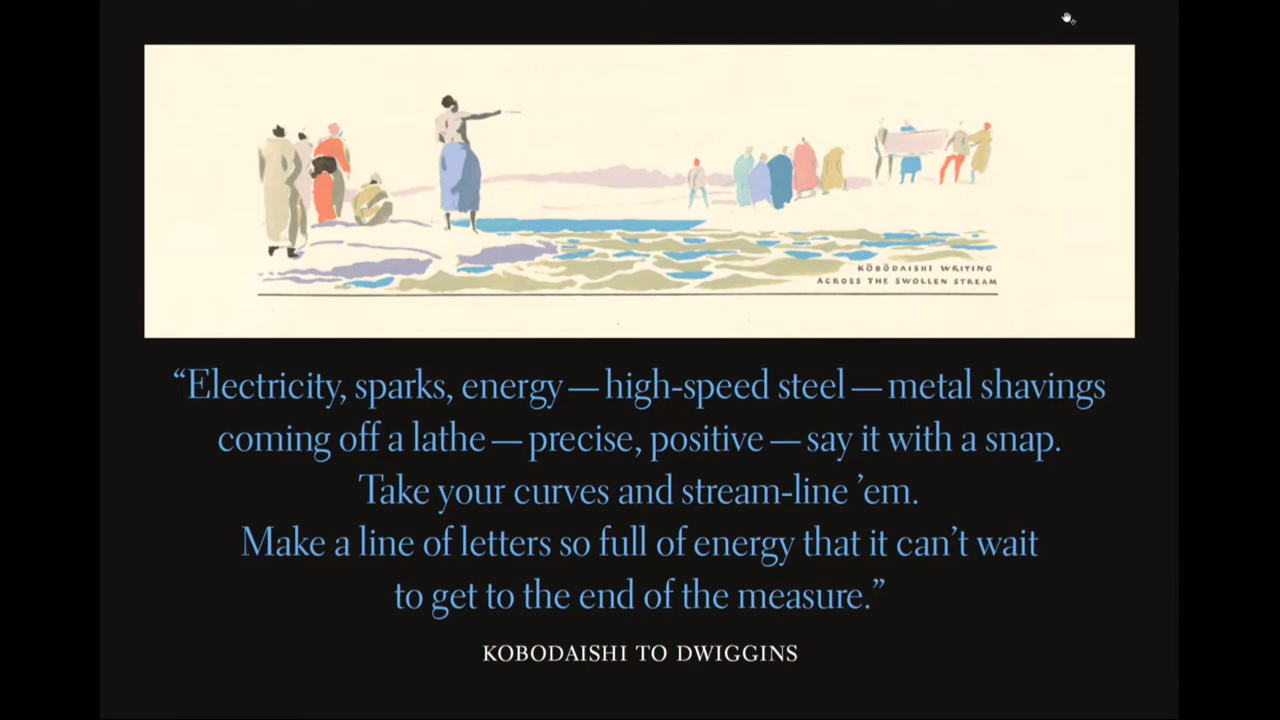 KŌBŌDAISHI WRITING
ACROSS THE SWOLLEN STREAM
“Electricity, sparks, energy — high-speed steel — metal shavings
coming off a lathe — precise, positive — say it with a snap.
Take your curves and stream-line ’em.
Make a line of letters so full of energy that it can’t wait
to get to the end of the measure.”
KOBODAISHI TO DWIGGINS